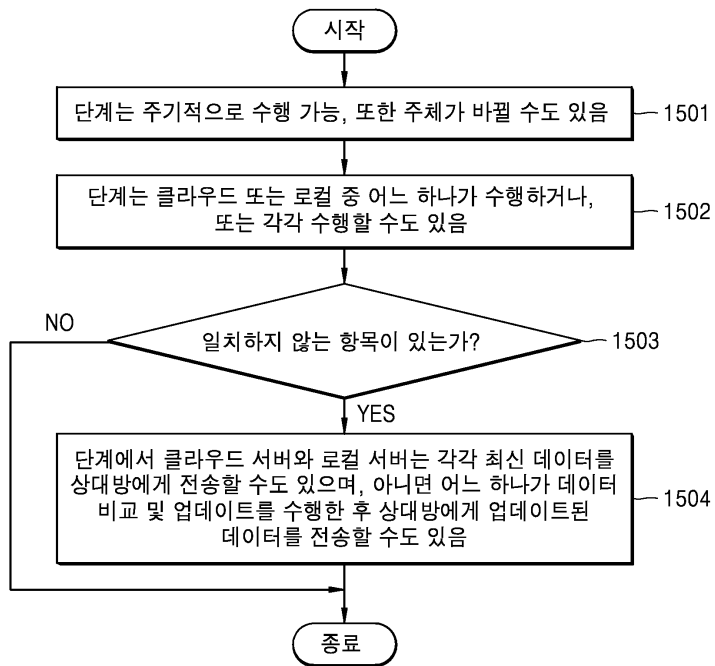 시작
단계는 주기적으로 수행 가능, 또한 주체가 바뀔 수도 있음
1501
단계는 클라우드 또는 로컬 중 어느 하나가 수행하거나,
또는 각각 수행할 수도 있음
1502
NO
일치하지 않는 항목이 있는가?
1503
YES
단계에서 클라우드 서버와 로컬 서버는 각각 최신 데이터를
상대방에게 전송할 수도 있으며, 아니면 어느 하나가 데이터
비교 및 업데이트를 수행한 후 상대방에게 업데이트된
데이터를 전송할 수도 있음
1504
종료